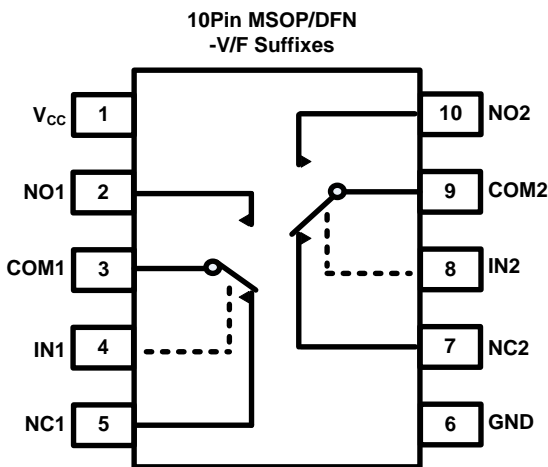 10Pin MSOP/DFN
-V/F Suffixes
VCC 1 10 NO2
NO1 2 9 COM2
COM1 3 8 IN2
IN1 4 7 NC2
NC1 5 6 GND